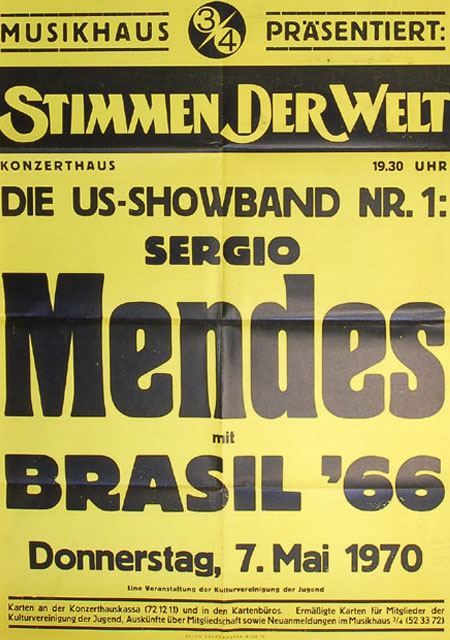 MUSIKHAUS 3/4 PRÄSENTIERT:
STIMMEN DER WELT
KONZERTHAUS 19.30 UHR
DIE US-SHOWBAND NR. 1:
SERGIO
Mendes
mit
BRASIL '66
Donnerstag, 7. Mai 1970
Eine Veranstaltung der Kulturvereinigung der Jugend
Karten an der Konzerthauskassa (72 12 11) und in den Kartenbüros. Ermäßigte Karten für Mitglieder der
Kulturvereinigung der Jugend, Auskünfte über Mitgliedschaft sowie Neuanmeldungen im Musikhaus 3/4 (52 33 72)